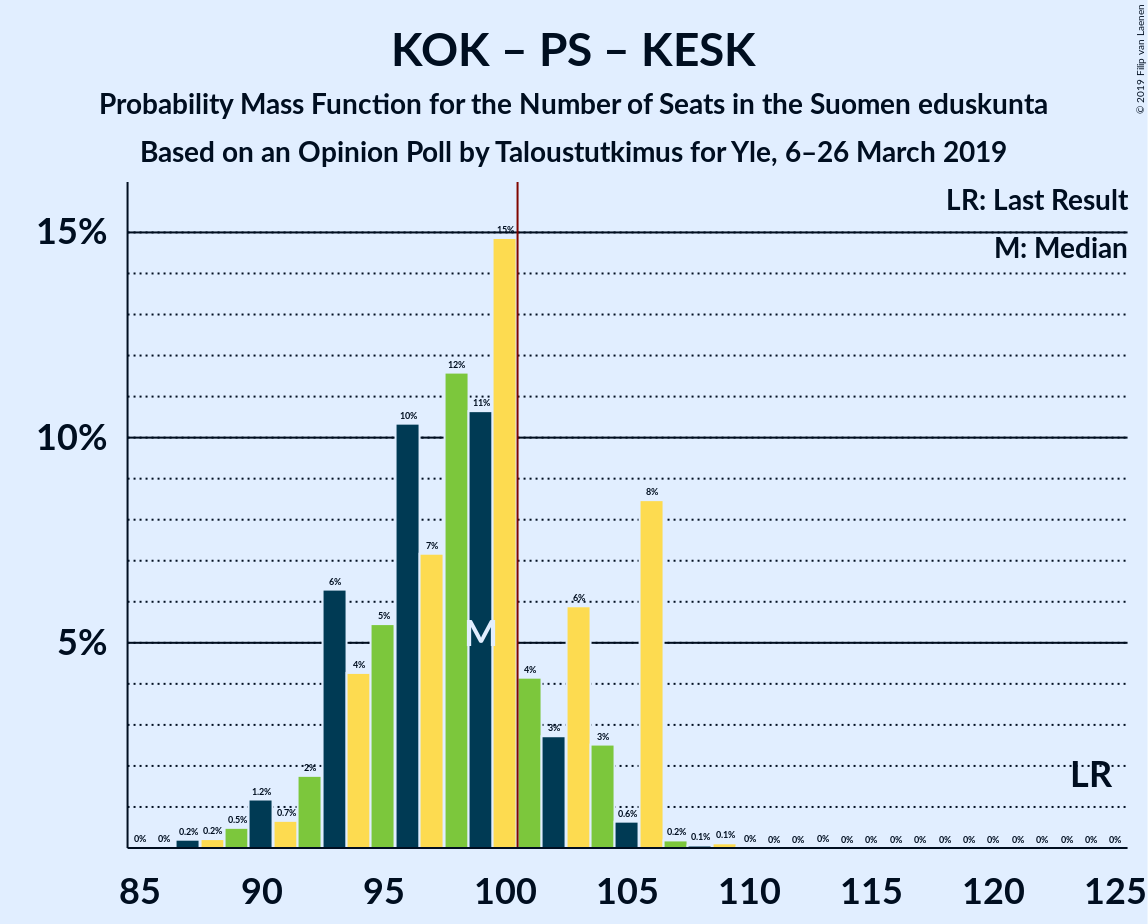 KOK – PS – KESK
Probability Mass Function for the Number of Seats in the Suomen eduskunta
Based on an Opinion Poll by Taloustutkimus for Yle, 6–26 March 2019
© 2019 Filip van Laenen
LR: Last Result
M: Median
15%
10%
5%
0% 0% 0.2% 0.2% 0.5% 1.2% 0.7% 2% 6% 4% 5% 10% 7% 12% 11% 15% 4% 3% 6% 3% 0.6% 8% 0.2% 0.1% 0.1% 0% 0% 0% 0% 0% 0% 0% 0% 0% 0% 0% 0% 0% 0% 0% 0%
M
LR
85 90 95 100 105 110 115 120 125